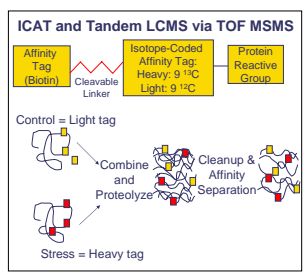 ICAT and Tandem LCMS via TOF MSMS
Affinity
Tag
(Biotin)
Cleavable
Linker
Isotope-Coded
Affinity Tag:
Heavy: 9 ¹³C
Light: 9 ¹²C
Protein
Reactive
Group
Control = Light tag
Combine
and
Proteolyze
Cleanup &
Affinity
Separation
Stress = Heavy tag